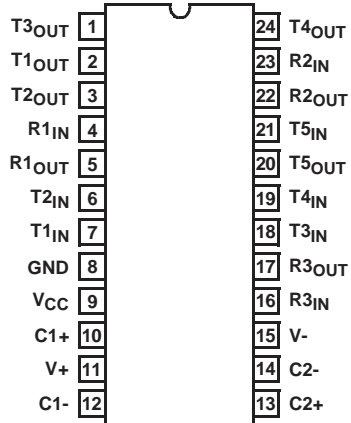 T3OUT 1 24 T4OUT
T1OUT 2 23 R2IN
T2OUT 3 22 R2OUT
R1IN 4 21 T5IN
R1OUT 5 20 T5OUT
T2IN 6 19 T4IN
T1IN 7 18 T3IN
GND 8 17 R3OUT
VCC 9 16 R3IN
C1+ 10 15 V-
V+ 11 14 C2-
C1- 12 13 C2+